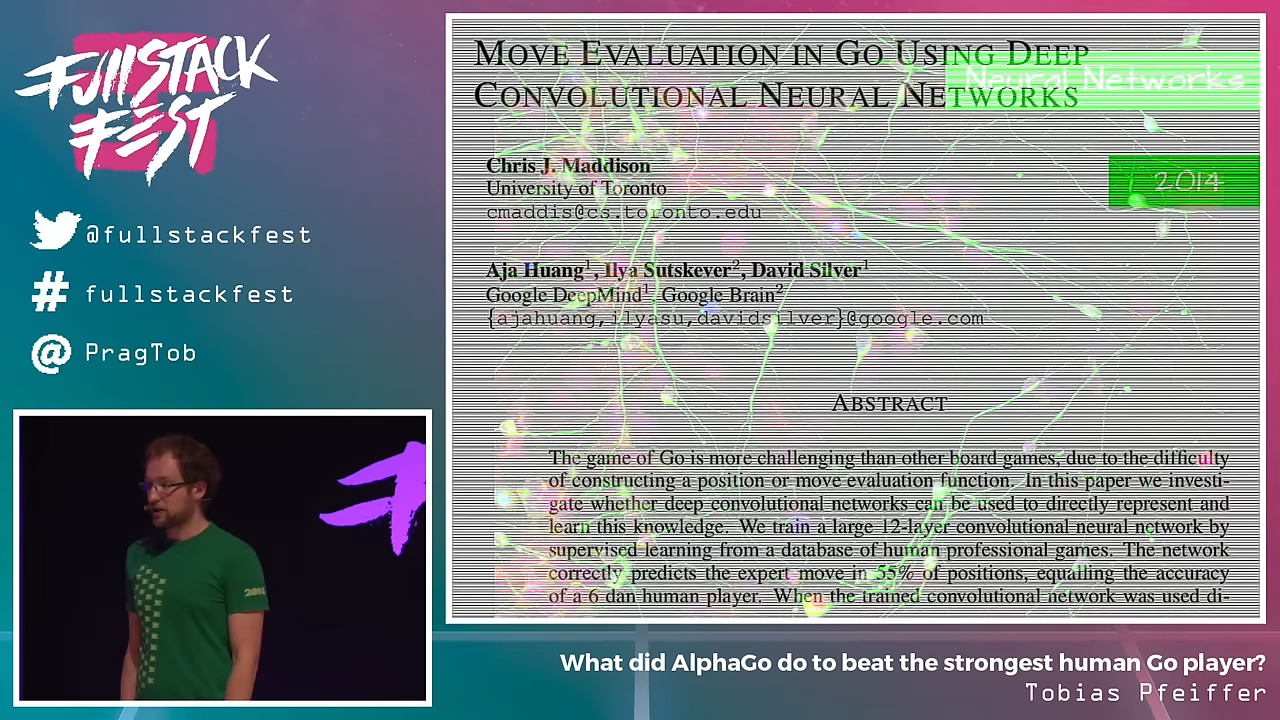 FullSTACK
FEST
@fullstackfest
# fullstackfest
@ PragTob
MOVE EVALUATION IN GO USING DEEP
CONVOLUTIONAL NEURAL NETWORKS
Neural Networks
Chris J. Maddison
University of Toronto
cmaddis@cs.toronto.edu
2014
Aja Huang1, Ilya Sutskever2, David Silver1
Google DeepMind1, Google Brain2
{ajahuang,ilyasu,davidsilver}@google.com
ABSTRACT
The game of Go is more challenging than other board games, due to the difficulty
of constructing a position or move evaluation function. In this paper we investi-
gate whether deep convolutional networks can be used to directly represent and
learn this knowledge. We train a large 12-layer convolutional neural network by
supervised learning from a database of human professional games. The network
correctly predicts the expert move in 55% of positions, equalling the accuracy
of a 6 dan human player. When the trained convolutional network was used di-
What did AlphaGo do to beat the strongest human Go player?
Tobias Pfeiffer